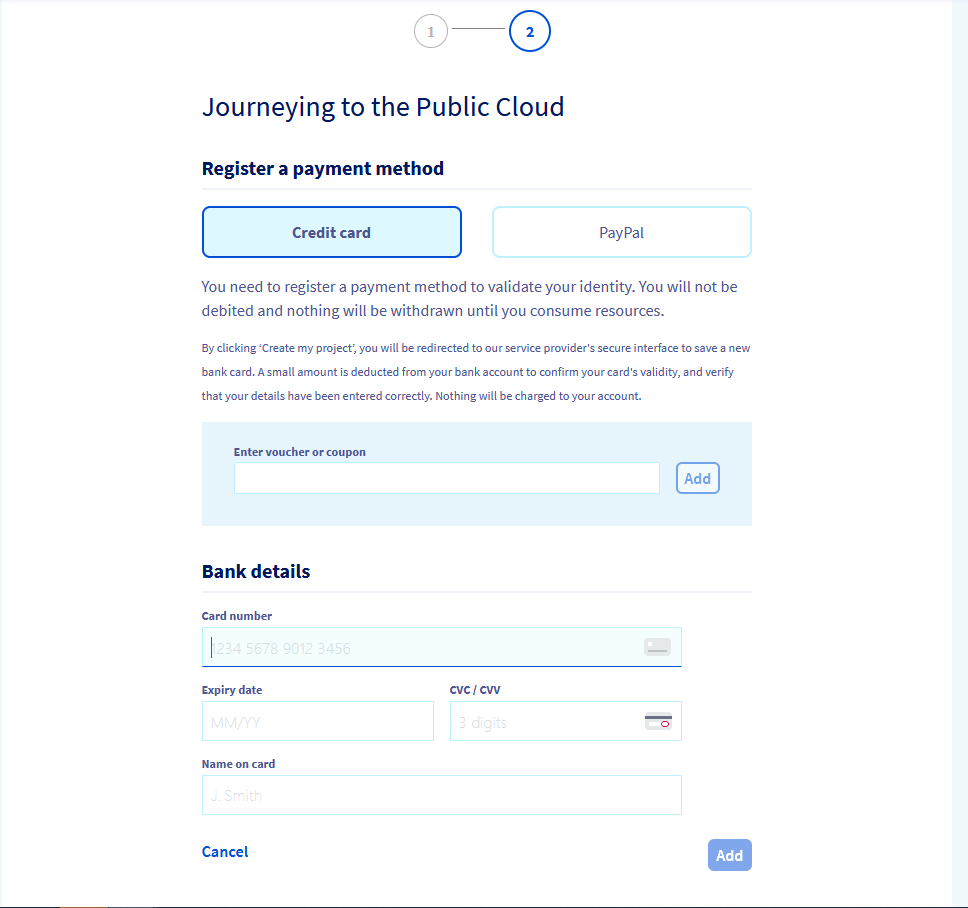 1
2
Journeying to the Public Cloud
Register a payment method
Credit card
PayPal
You need to register a payment method to validate your identity. You will not be
debited and nothing will be withdrawn until you consume resources.
By clicking ‘Create my project’, you will be redirected to our service provider's secure interface to save a new
bank card. A small amount is deducted from your bank account to confirm your card's validity, and verify
that your details have been entered correctly. Nothing will be charged to your account.
Enter voucher or coupon
Add
Bank details
Card number
1234 5678 9012 3456
Expiry date
CVC / CVV
MM/YY
3 digits
Name on card
J. Smith
Cancel
Add